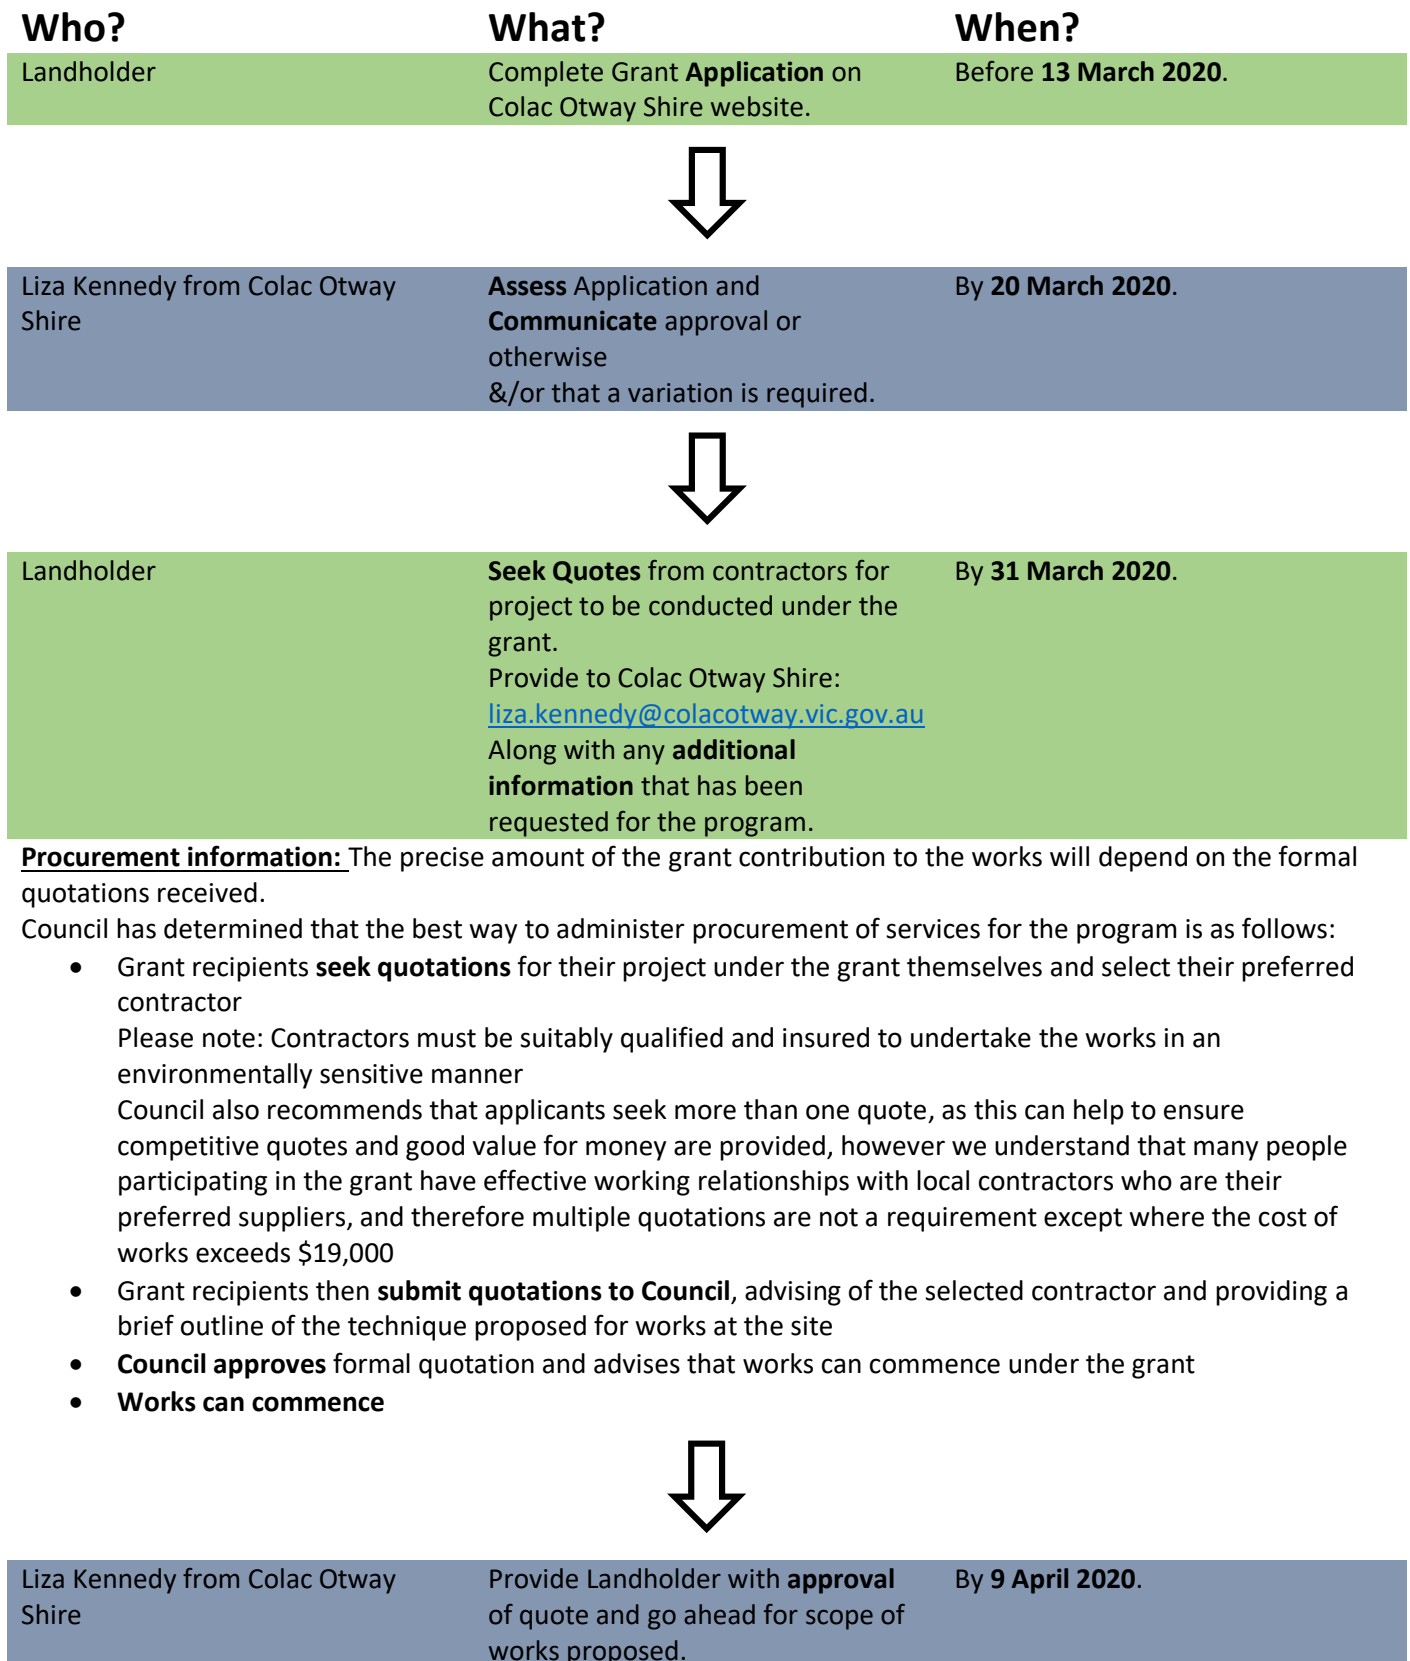 Who? What? When?
Landholder Complete Grant Application on Before 13 March 2020.
Colac Otway Shire website.
Liza Kennedy from Colac Otway Assess Application and By 20 March 2020.
Shire Communicate approval or
otherwise
&/or that a variation is required.
Landholder Seek Quotes from contractors for By 31 March 2020.
project to be conducted under the
grant.
Provide to Colac Otway Shire:
liza.kennedy@colacotway.vic.gov.au
Along with any additional
information that has been
requested for the program.
Procurement information: The precise amount of the grant contribution to the works will depend on the formal
quotations received.
Council has determined that the best way to administer procurement of services for the program is as follows:
• Grant recipients seek quotations for their project under the grant themselves and select their preferred
contractor
Please note: Contractors must be suitably qualified and insured to undertake the works in an
environmentally sensitive manner
Council also recommends that applicants seek more than one quote, as this can help to ensure
competitive quotes and good value for money are provided, however we understand that many people
participating in the grant have effective working relationships with local contractors who are their
preferred suppliers, and therefore multiple quotations are not a requirement except where the cost of
works exceeds $19,000
• Grant recipients then submit quotations to Council, advising of the selected contractor and providing a
brief outline of the technique proposed for works at the site
• Council approves formal quotation and advises that works can commence under the grant
• Works can commence
Liza Kennedy from Colac Otway Provide Landholder with approval By 9 April 2020.
Shire of quote and go ahead for scope of
works proposed.